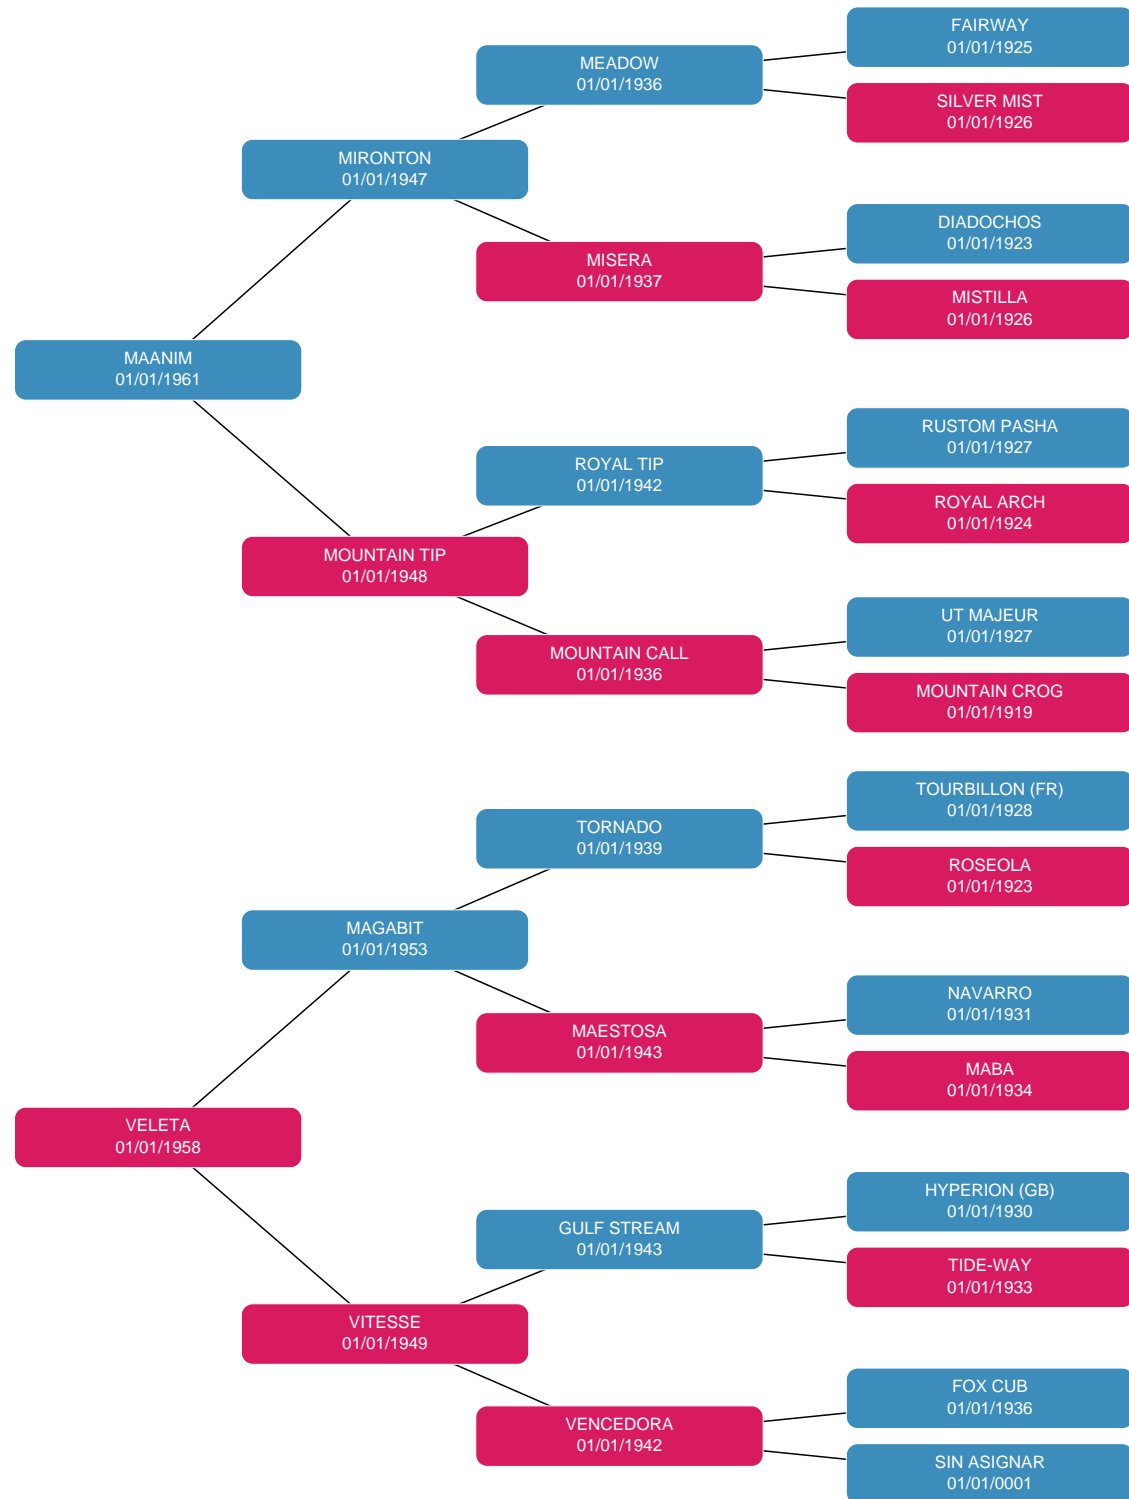 FAIRWAY
01/01/1925
MEADOW
01/01/1936
SILVER MIST
01/01/1926
MIRONTON
01/01/1947
DIADOCHOS
01/01/1923
MISERA
01/01/1937
MISTILLA
01/01/1926
MAANIM
01/01/1961
RUSTOM PASHA
01/01/1927
ROYAL TIP
01/01/1942
ROYAL ARCH
01/01/1924
MOUNTAIN TIP
01/01/1948
UT MAJEUR
01/01/1927
MOUNTAIN CALL
01/01/1936
MOUNTAIN CROG
01/01/1919
TOURBILLON (FR)
01/01/1928
TORNADO
01/01/1939
ROSEOLA
01/01/1923
MAGABIT
01/01/1953
NAVARRO
01/01/1931
MAESTOSA
01/01/1943
MABA
01/01/1934
VELETA
01/01/1958
HYPERION (GB)
01/01/1930
GULF STREAM
01/01/1943
TIDE-WAY
01/01/1933
VITESSE
01/01/1949
FOX CUB
01/01/1936
VENCEDORA
01/01/1942
SIN ASIGNAR
01/01/0001